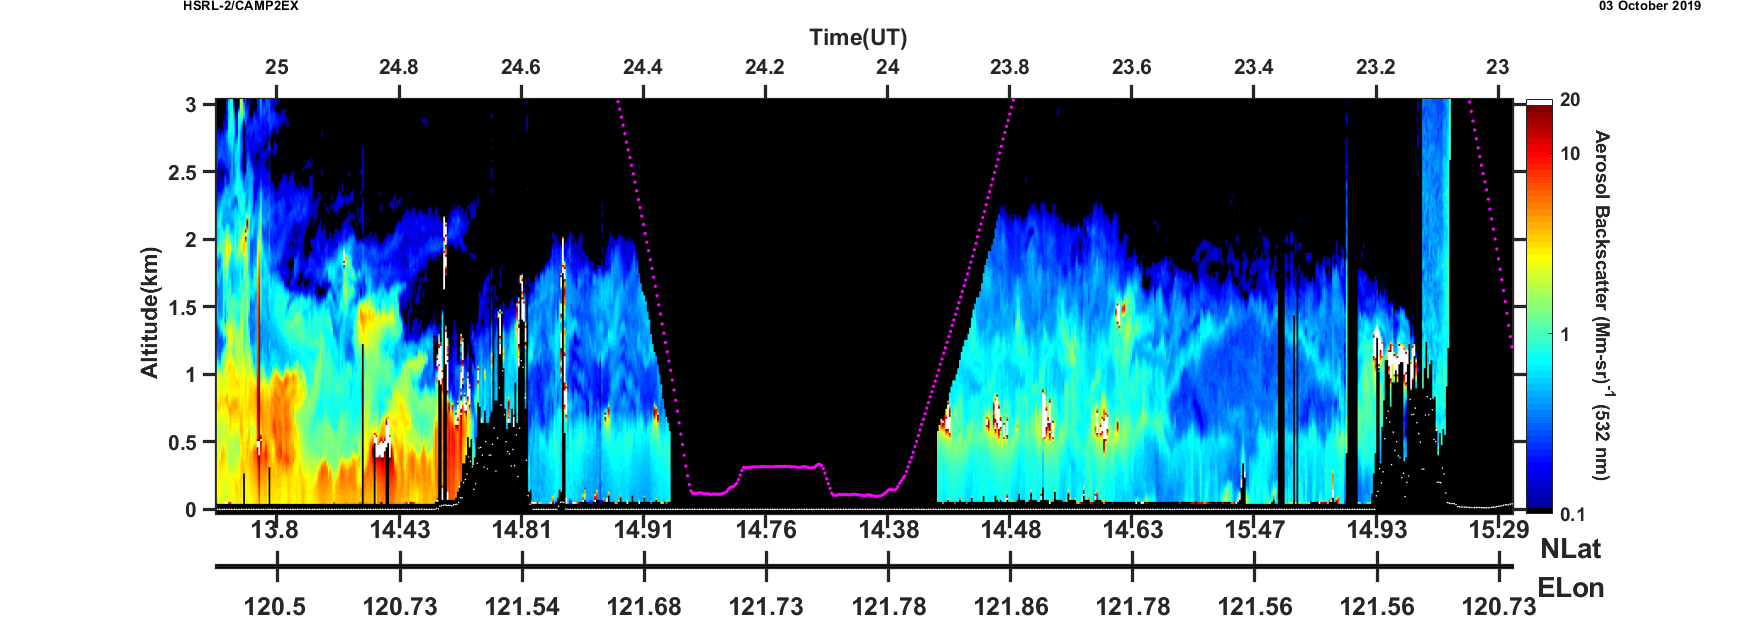 HSRL-2/CAMP2EX
03 October 2019
Time(UT)
25 24.8 24.6 24.4 24.2 24 23.8 23.6 23.4 23.2 23
3
2.5
2
1.5
1
0.5
0
Altitude(km)
20
10
1
0.1
Aerosol Backscatter (Mm-sr)-1 (532 nm)
13.8 14.43 14.81 14.91 14.76 14.38 14.48 14.63 15.47 14.93 15.29
NLat
ELon
120.5 120.73 121.54 121.68 121.73 121.78 121.86 121.78 121.56 121.56 120.73